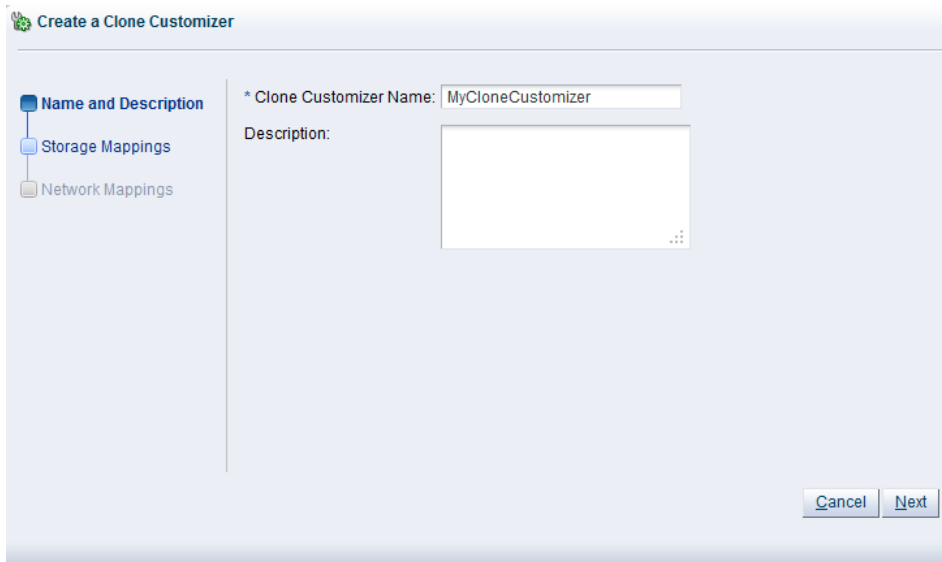 Create a Clone Customizer
Name and Description
Storage Mappings
Network Mappings
* Clone Customizer Name: MyCloneCustomizer
Description:
Cancel Next